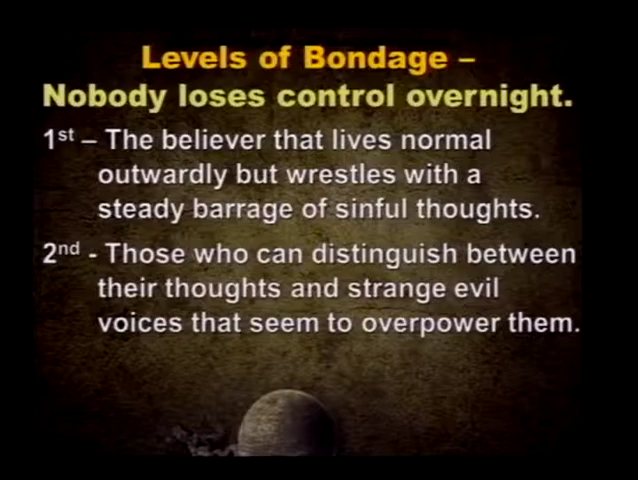 Levels of Bondage –
Nobody loses control overnight.
1st – The believer that lives normal
outwardly but wrestles with a
steady barrage of sinful thoughts.
2nd - Those who can distinguish between
their thoughts and strange evil
voices that seem to overpower them.